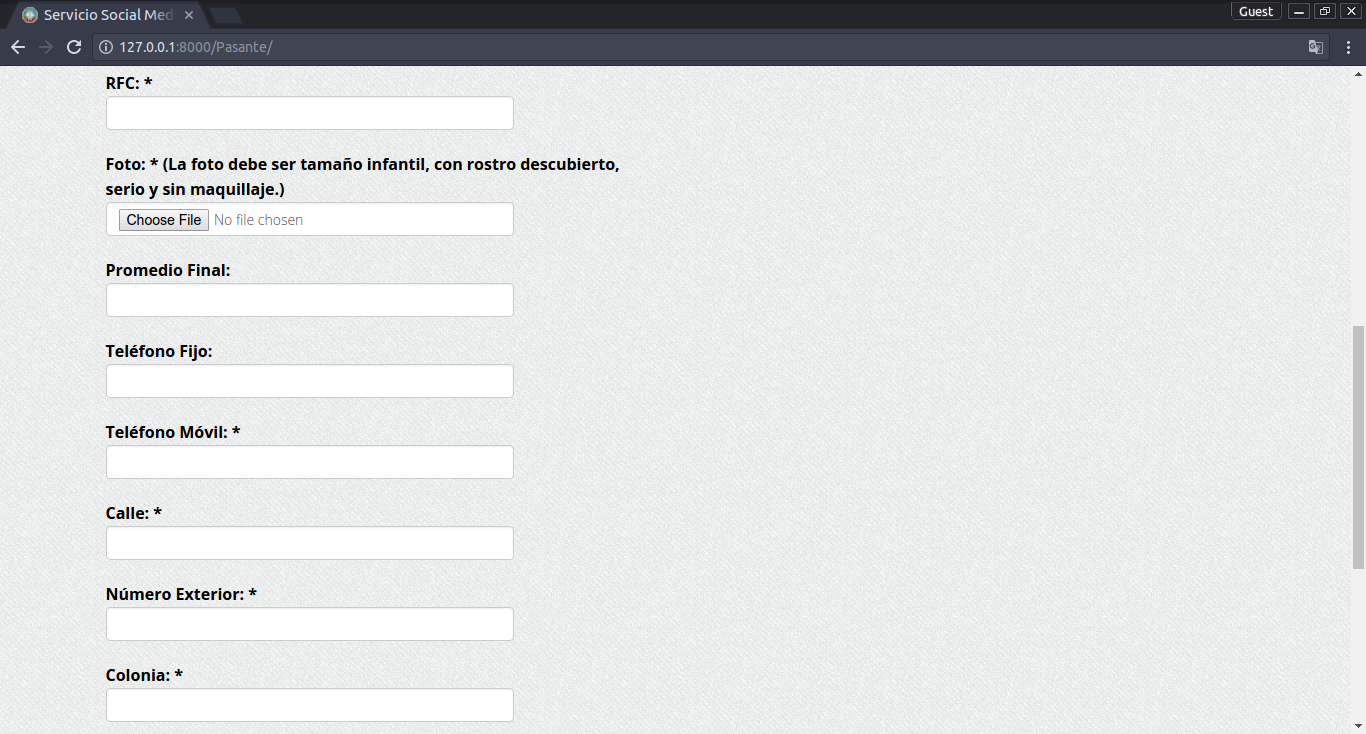 Servicio Social Med
Guest
127.0.0.1:8000/Pasante/
RFC: *
Foto: * (La foto debe ser tamaño infantil, con rostro descubierto,
serio y sin maquillaje.)
Choose File No file chosen
Promedio Final:
Teléfono Fijo:
Teléfono Móvil: *
Calle: *
Número Exterior: *
Colonia: *